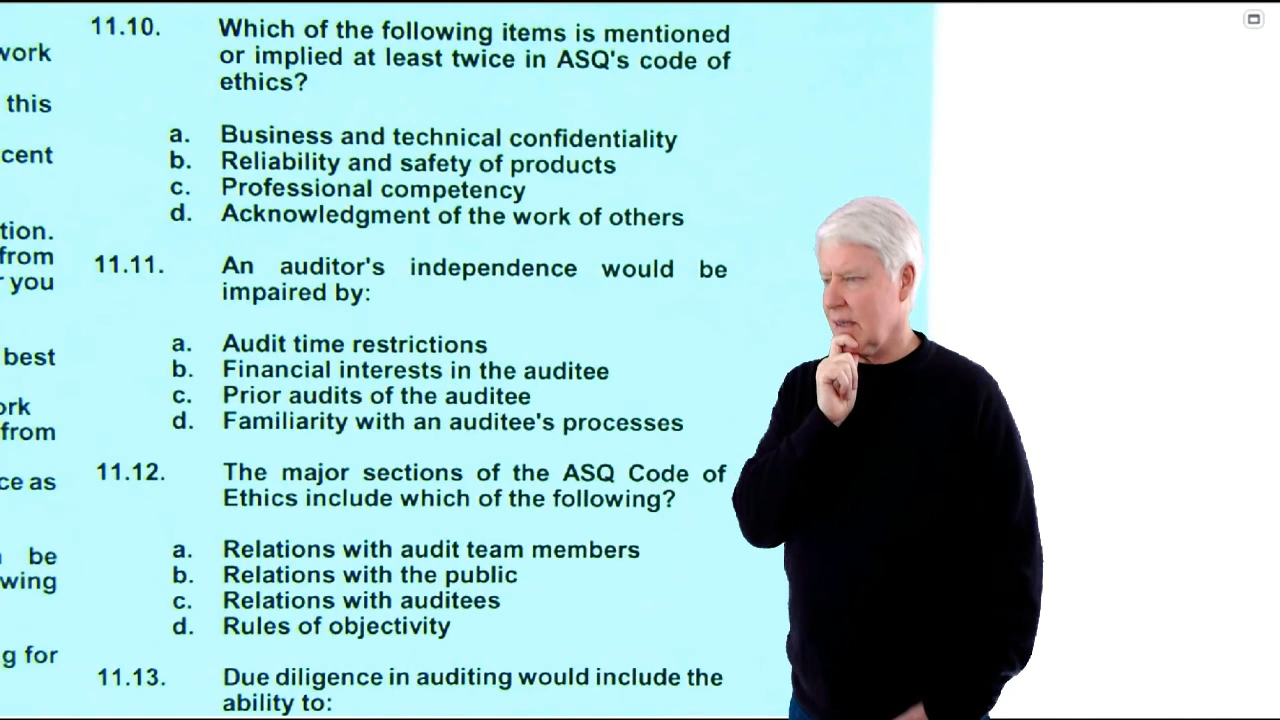 work
this
cent
tion.
from
you
best
ork
from
ce as
be
wing
g for
11.10. Which of the following items is mentioned
or implied at least twice in ASQ's code of
ethics?
a. Business and technical confidentiality
b. Reliability and safety of products
c. Professional competency
d. Acknowledgment of the work of others
11.11. An auditor's independence would be
impaired by:
a. Audit time restrictions
b. Financial interests in the auditee
c. Prior audits of the auditee
d. Familiarity with an auditee's processes
11.12. The major sections of the ASQ Code of
Ethics include which of the following?
a. Relations with audit team members
b. Relations with the public
c. Relations with auditees
d. Rules of objectivity
11.13. Due diligence in auditing would include the
ability to: